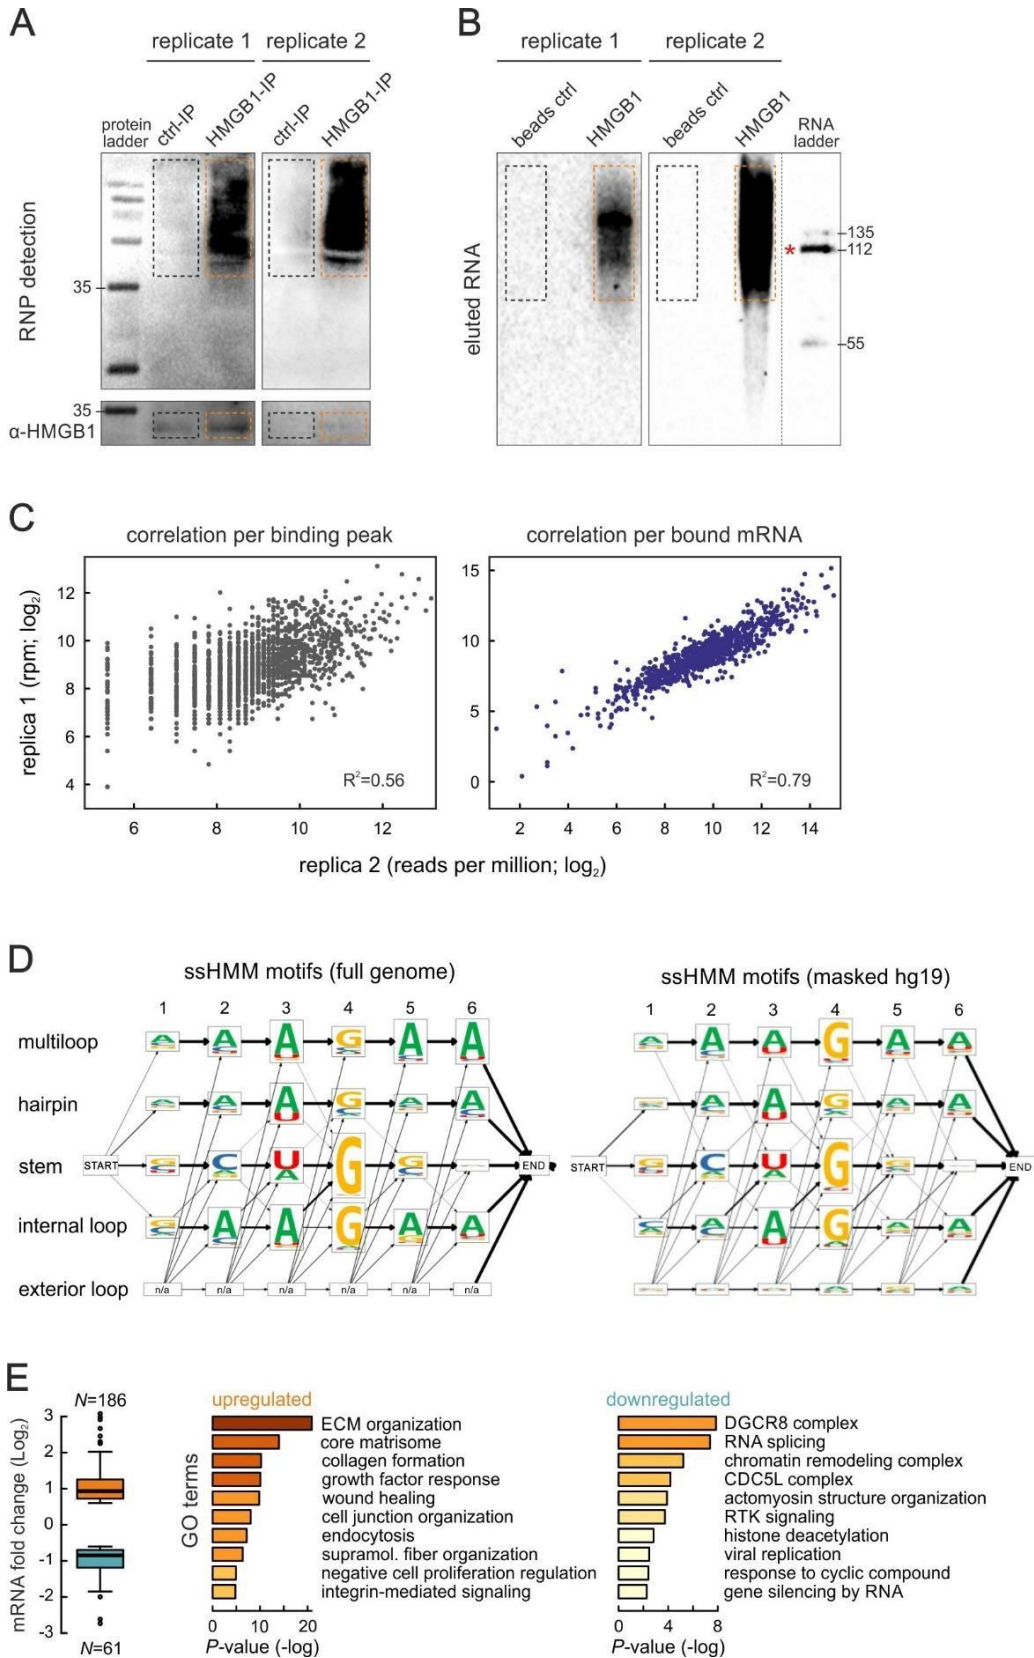 A
replicate 1
replicate 2
protein ladder
ctrl-IP
HMGB1-IP
ctrl-IP
HMGB1-IP
RNP detection
35
35
α-HMGB1
B
replicate 1
replicate 2
beads ctrl
HMGB1
beads ctrl
HMGB1
RNA ladder
eluted RNA
135
*
112
55
C
correlation per binding peak
correlation per bound mRNA
replica 1 (rpm; log₂)
12
10
8
6
4
R²=0.56
6
8
10
12
15
10
5
0
R²=0.79
2
4
6
8
10
12
14
replica 2 (reads per million; log₂)
D
ssHMM motifs (full genome)
ssHMM motifs (masked hg19)
1 2 3 4 5 6
1 2 3 4 5 6
multiloop
A A A G A A
A A A G A A
hairpin
A A A G A A
A A G A A
stem
START
G C U G G
END
START
G C U G G
END
internal loop
G A A G A A
C A A G A A
exterior loop
n/a n/a n/a n/a n/a n/a
E
N=186
mRNA fold change (Log₂)
3
2
1
0
-1
-2
-3
N=61
GO terms
upregulated
ECM organization
core matrisome
collagen formation
growth factor response
wound healing
cell junction organization
endocytosis
supramol. fiber organization
negative cell proliferation regulation
integrin-mediated signaling
0 10 20
P-value (-log)
downregulated
DGCR8 complex
RNA splicing
chromatin remodeling complex
CDC5L complex
actomyosin structure organization
RTK signaling
histone deacetylation
viral replication
response to cyclic compound
gene silencing by RNA
0 4 8
P-value (-log)